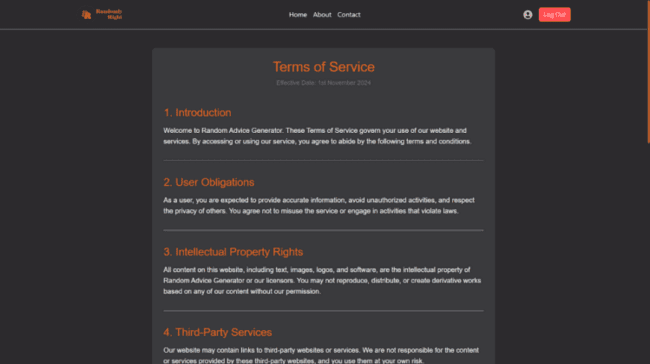 Randomly
Right
Home About Contact
Log Out
Terms of Service
Effective Date: 1st November 2024
1. Introduction
Welcome to Random Advice Generator. These Terms of Service govern your use of our website and
services. By accessing or using our service, you agree to abide by the following terms and conditions.
2. User Obligations
As a user, you are expected to provide accurate information, avoid unauthorized activities, and respect
the privacy of others. You agree not to misuse the service or engage in activities that violate laws.
3. Intellectual Property Rights
All content on this website, including text, images, logos, and software, are the intellectual property of
Random Advice Generator or our licensors. You may not reproduce, distribute, or create derivative works
based on any of our content without our permission.
4. Third-Party Services
Our website may contain links to third-party websites or services. We are not responsible for the content
or services provided by these third-party websites, and you use them at your own risk.